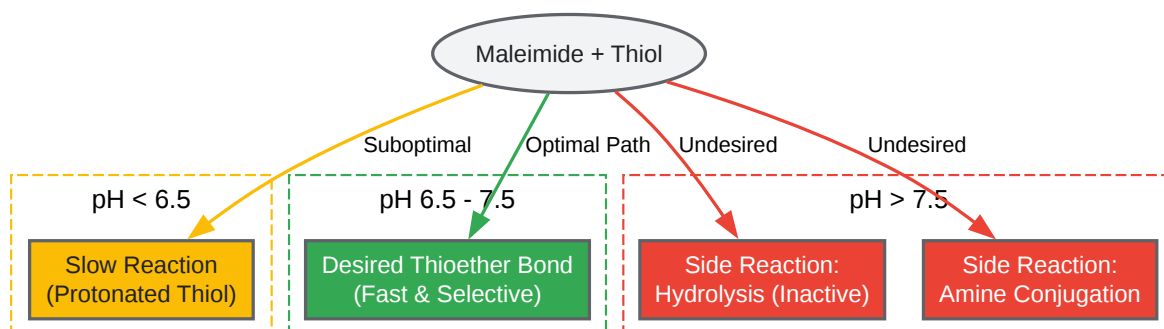 Maleimide + Thiol
Suboptimal
Optimal Path
Undesired
Undesired
pH < 6.5
pH 6.5 - 7.5
pH > 7.5
Slow Reaction
(Protonated Thiol)
Desired Thioether Bond
(Fast & Selective)
Side Reaction:
Hydrolysis (Inactive)
Side Reaction:
Amine Conjugation